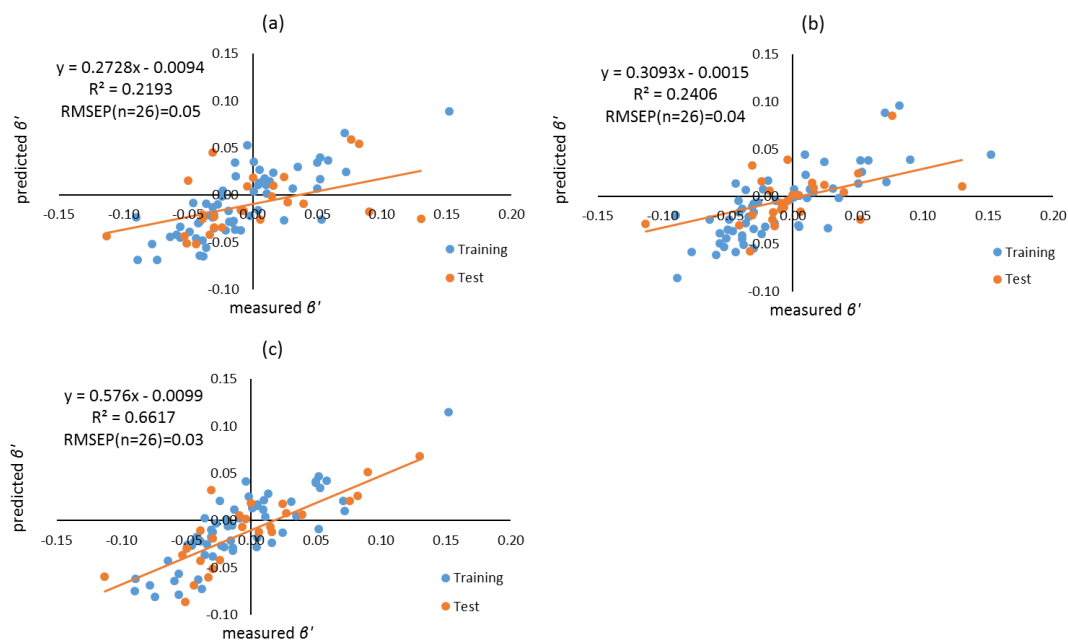 (a)
y = 0.2728x - 0.0094
R² = 0.2193
RMSEP(n=26)=0.05
predicted β'
0.15
0.10
0.05
0.00
-0.05
-0.10
-0.15
-0.10
-0.05
0.00
0.05
0.10
0.15
0.20
Training
Test
measured β'
(b)
y = 0.3093x - 0.0015
R² = 0.2406
RMSEP(n=26)=0.04
predicted β'
0.15
0.10
0.05
0.00
-0.05
-0.10
-0.15
-0.10
-0.05
0.00
0.05
0.10
0.15
0.20
Training
Test
measured β'
(c)
y = 0.576x - 0.0099
R² = 0.6617
RMSEP(n=26)=0.03
predicted β'
0.15
0.10
0.05
0.00
-0.05
-0.10
-0.15
-0.10
-0.05
0.00
0.05
0.10
0.15
0.20
Training
Test
measured β'